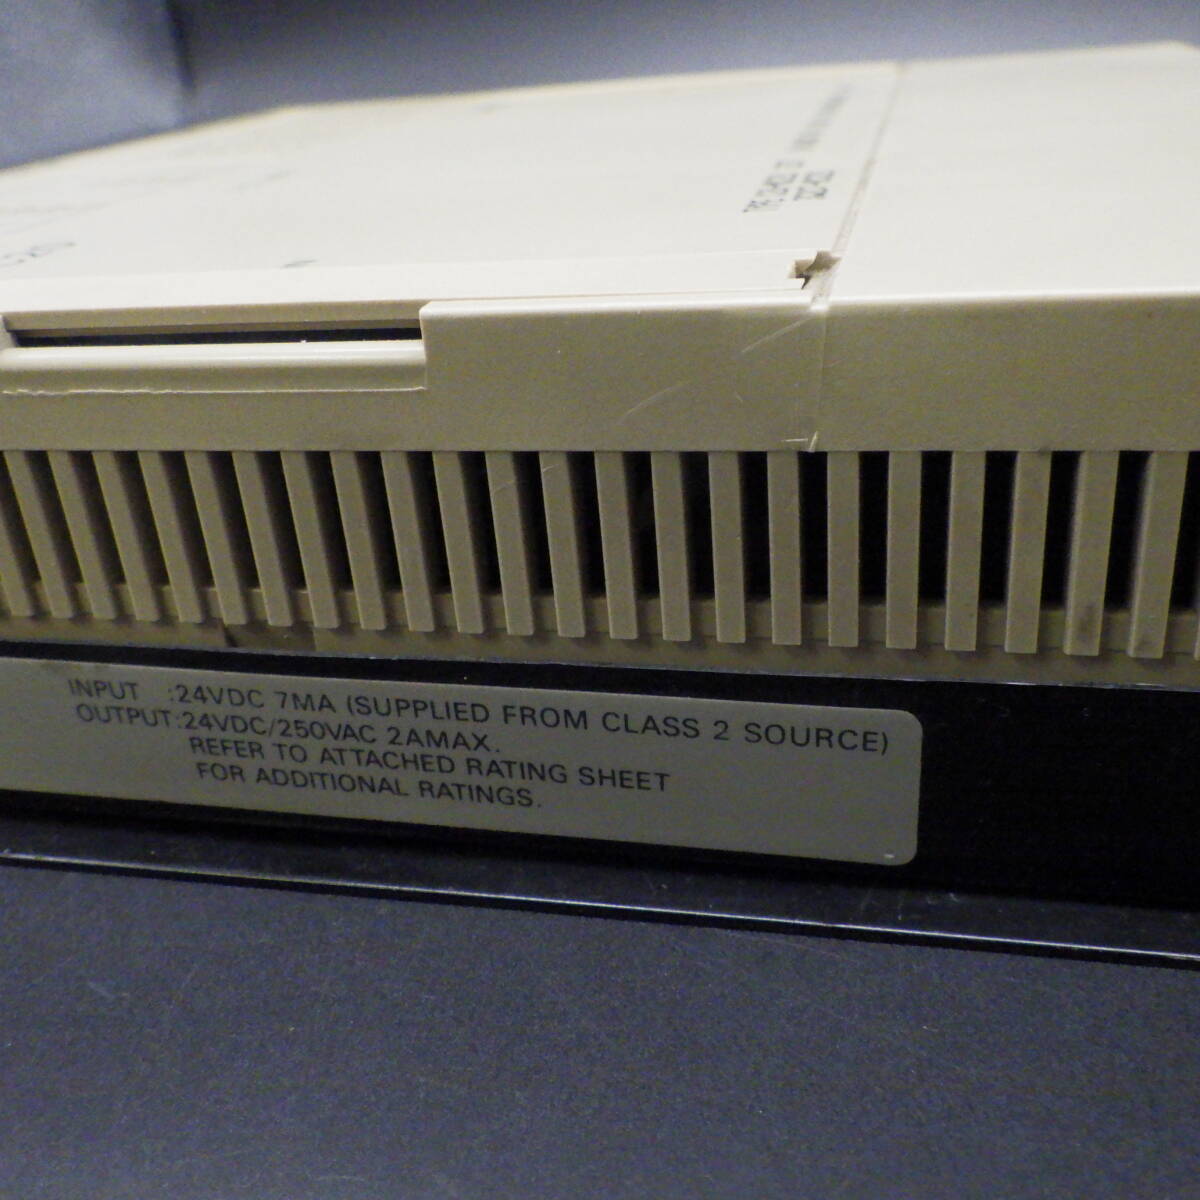 INPUT :24VDC 7MA (SUPPLIED FROM CLASS 2 SOURCE)
OUTPUT:24VDC/250VAC 2AMAX.
REFER TO ATTACHED RATING SHEET
FOR ADDITIONAL RATINGS.